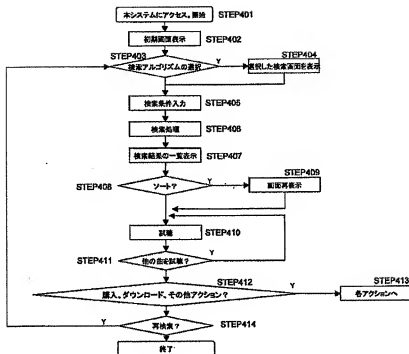 本システムにアクセス。開始 STEP401
初期画面表示 STEP402
STEP403
検索アルゴリズムの選択 Y
STEP404
選択した検索画面を表示
検索条件入力 STEP405
検索処理 STEP406
検索結果の一覧表示 STEP407
STEP408 ソート? Y
STEP409
画面再表示
試聴 STEP410
STEP411 他の曲を試聴? Y
STEP412
購入、ダウンロード、その他アクション? Y
STEP413
各アクションへ
Y 再検索? STEP414
終了